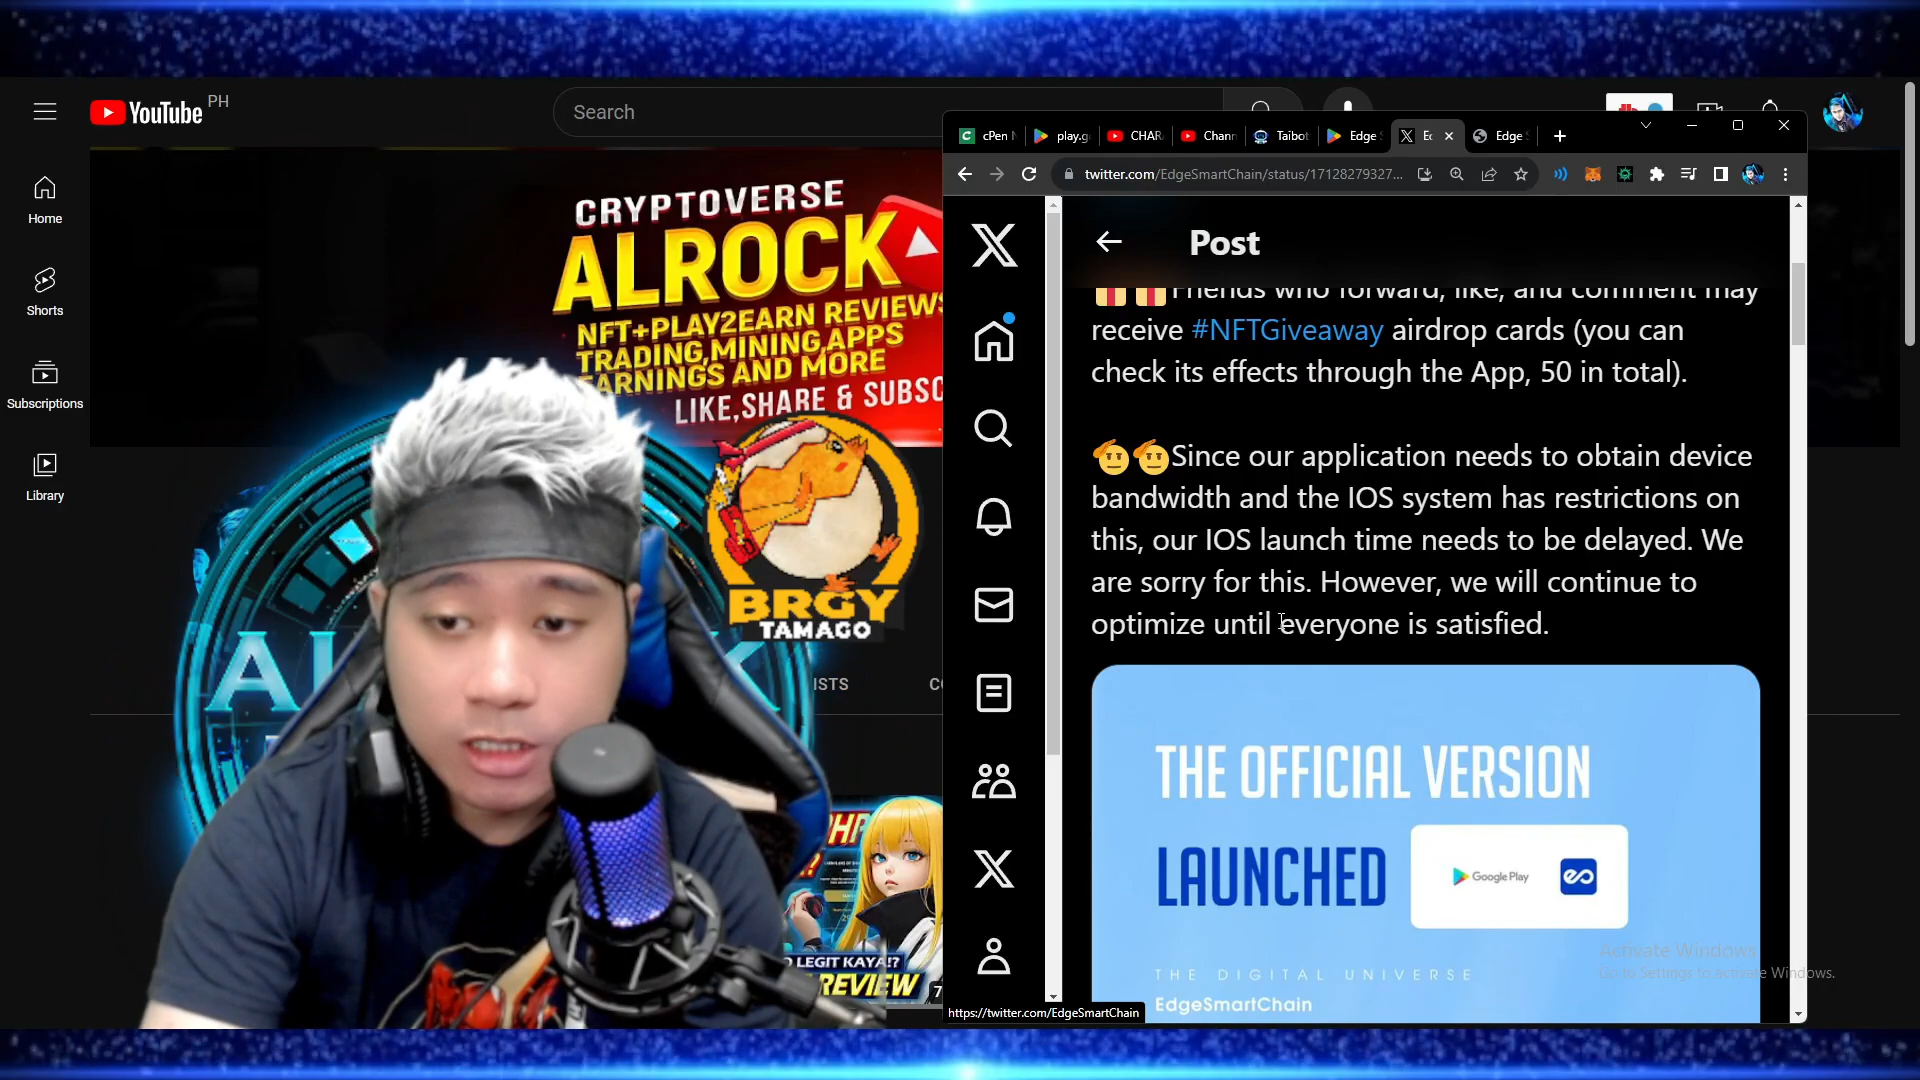 YouTube PH
Search
Home
Shorts
Subscriptions
Library
CRYPTOVERSE
ALROCK
NFT+PLAY2EARN REVIEWS
TRADING,MINING,APPS
EARNINGS AND MORE
LIKE,SHARE & SUBSC
BRGY
TAMAGO
ISTS
LEGIT KAYA!?
REVIEW
cPen
play.g
CHAR
Chann
Taibot
Edge
Edge
twitter.com/EdgeSmartChain/status/17128279327...
Post
Friends who forward, like, and comment may
receive #NFTGiveaway airdrop cards (you can
check its effects through the App, 50 in total).
Since our application needs to obtain device
bandwidth and the IOS system has restrictions on
this, our IOS launch time needs to be delayed. We
are sorry for this. However, we will continue to
optimize until everyone is satisfied.
THE OFFICIAL VERSION
LAUNCHED
Google Play
THE DIGITAL UNIVERSE
EdgeSmartChain
Activate Windows
Go to Settings to activate Windows.
https://twitter.com/EdgeSmartChain